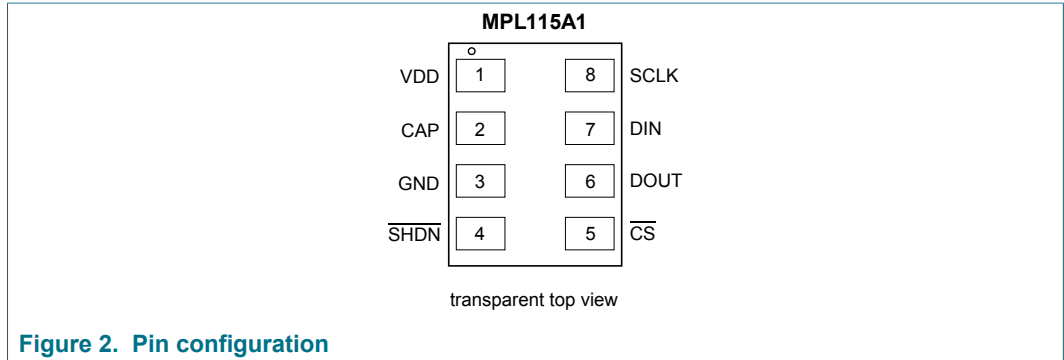 MPL115A1
VDD 1 8 SCLK
CAP 2 7 DIN
GND 3 6 DOUT
SHDN 4 5 CS
transparent top view
Figure 2. Pin configuration